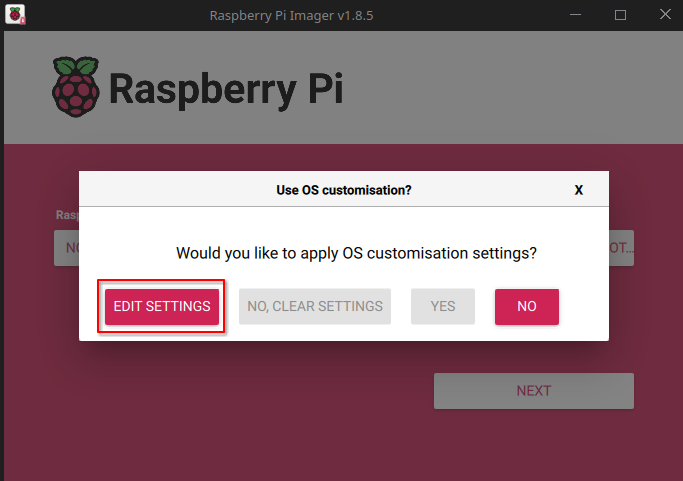 Raspberry Pi Imager v1.8.5
Raspberry Pi
Use OS customisation?
X
Rasp
Would you like to apply OS customisation settings?
NO
OT...
EDIT SETTINGS
NO, CLEAR SETTINGS
YES
NO
NEXT